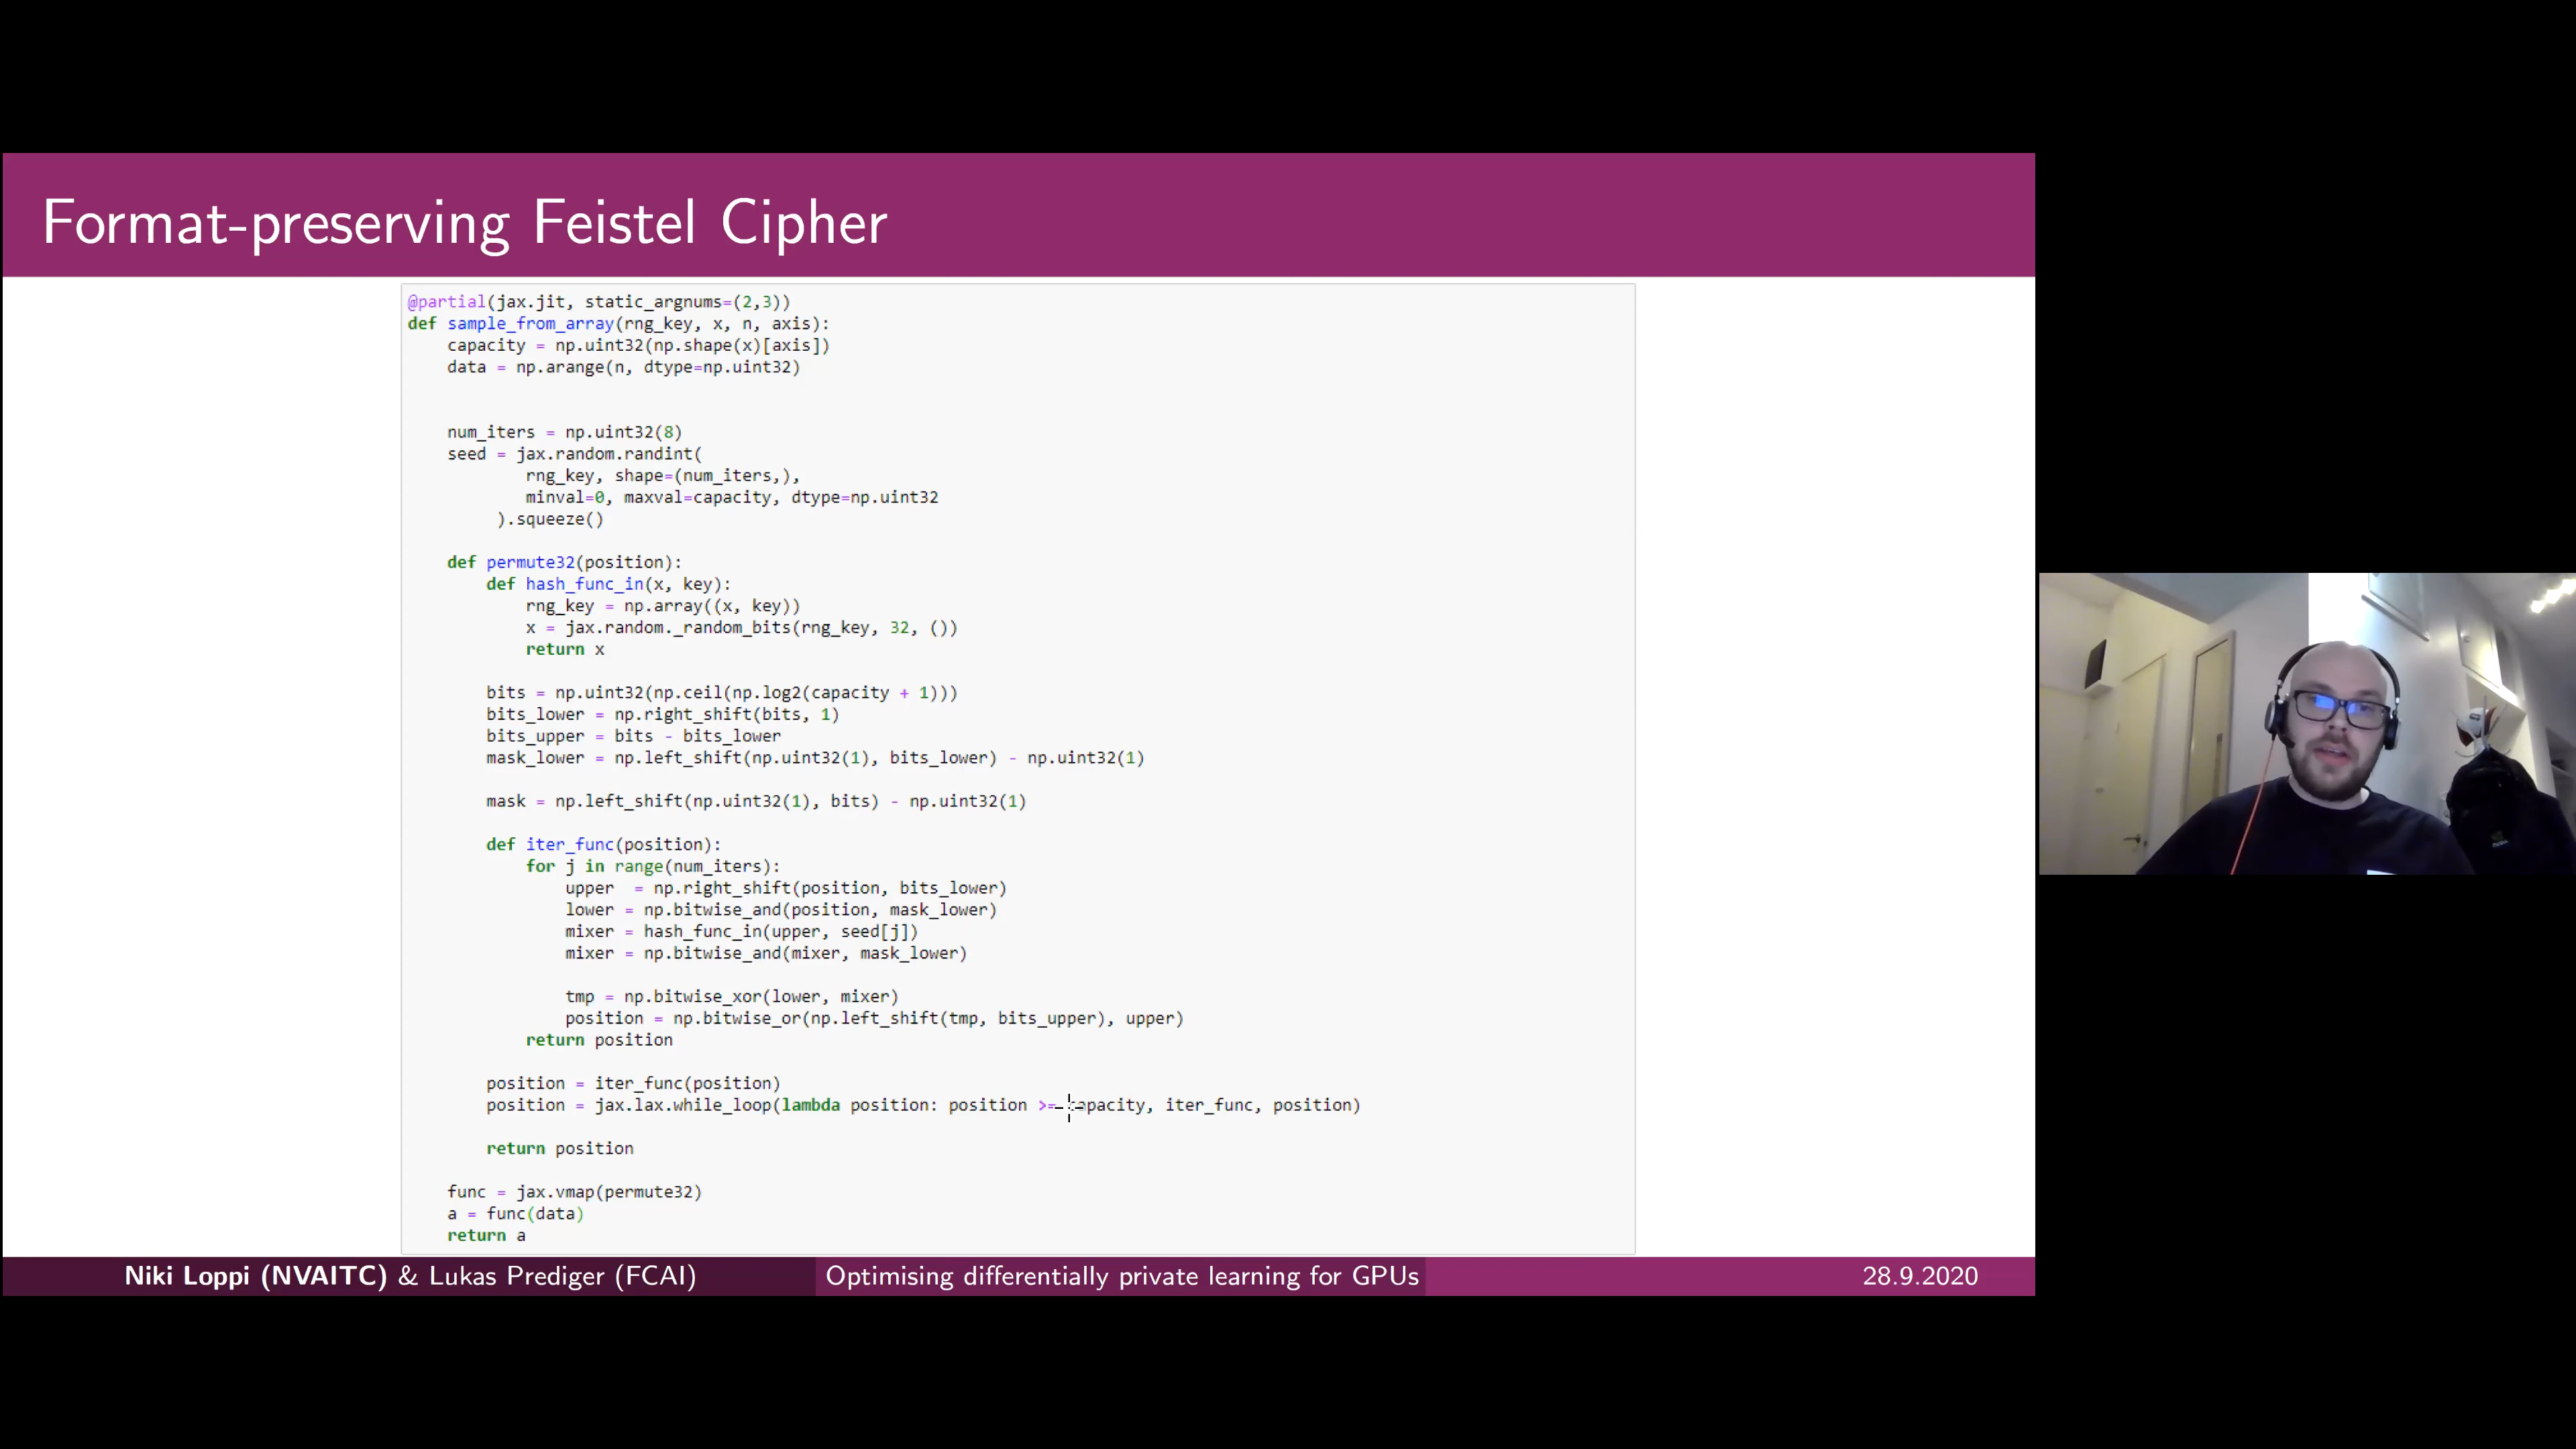 Format-preserving Feistel Cipher
@partial(jax.jit, static_argnums=(2,3))
def sample_from_array(rng_key, x, n, axis):
    capacity = np.uint32(np.shape(x)[axis])
    data = np.arange(n, dtype=np.uint32)
    num_iters = np.uint32(8)
    seed = jax.random.randint(
            rng_key, shape=(num_iters,),
            minval=0, maxval=capacity, dtype=np.uint32
         ).squeeze()
    def permute32(position):
        def hash_func_in(x, key):
            rng_key = np.array((x, key))
            x = jax.random._random_bits(rng_key, 32, ())
            return x
        bits = np.uint32(np.ceil(np.log2(capacity + 1)))
        bits_lower = np.right_shift(bits, 1)
        bits_upper = bits - bits_lower
        mask_lower = np.left_shift(np.uint32(1), bits_lower) - np.uint32(1)
        mask = np.left_shift(np.uint32(1), bits) - np.uint32(1)
        def iter_func(position):
            for j in range(num_iters):
                upper  = np.right_shift(position, bits_lower)
                lower = np.bitwise_and(position, mask_lower)
                mixer = hash_func_in(upper, seed[j])
                mixer = np.bitwise_and(mixer, mask_lower)
                tmp = np.bitwise_xor(lower, mixer)
                position = np.bitwise_or(np.left_shift(tmp, bits_upper), upper)
            return position
        position = iter_func(position)
        position = jax.lax.while_loop(lambda position: position >= capacity, iter_func, position)
        return position
    func = jax.vmap(permute32)
    a = func(data)
    return a
Niki Loppi (NVAITC) & Lukas Prediger (FCAI) Optimising differentially private learning for GPUs 28.9.2020